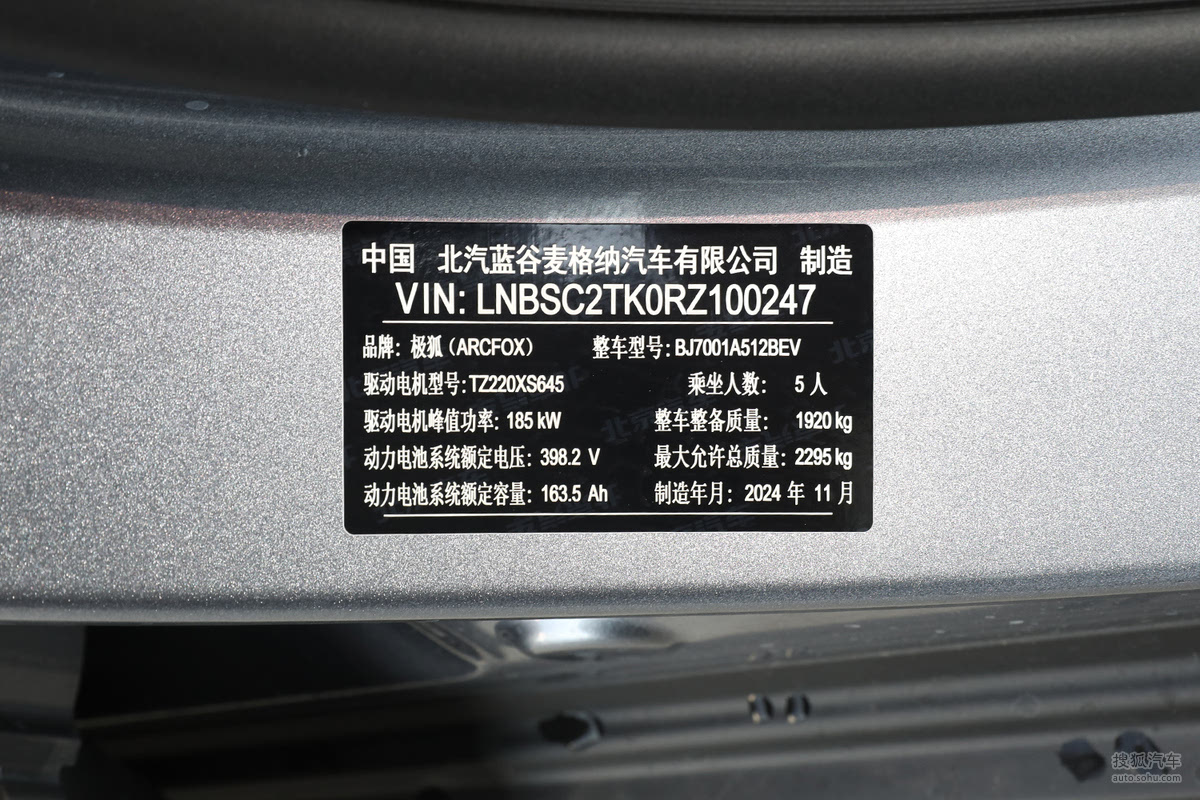 中国 北汽蓝谷麦格纳汽车有限公司 制造
VIN: LNBSC2TK0RZ100247
品牌: 极狐（ARCFOX） 整车型号: BJ7001A512BEV
驱动电机型号: TZ220XS645 乘坐人数: 5 人
驱动电机峰值功率: 185 kW 整车整备质量: 1920 kg
动力电池系统额定电压: 398.2 V 最大允许总质量: 2295 kg
动力电池系统额定容量: 163.5 Ah 制造年月: 2024 年 11 月
搜狐汽车
auto.sohu.com